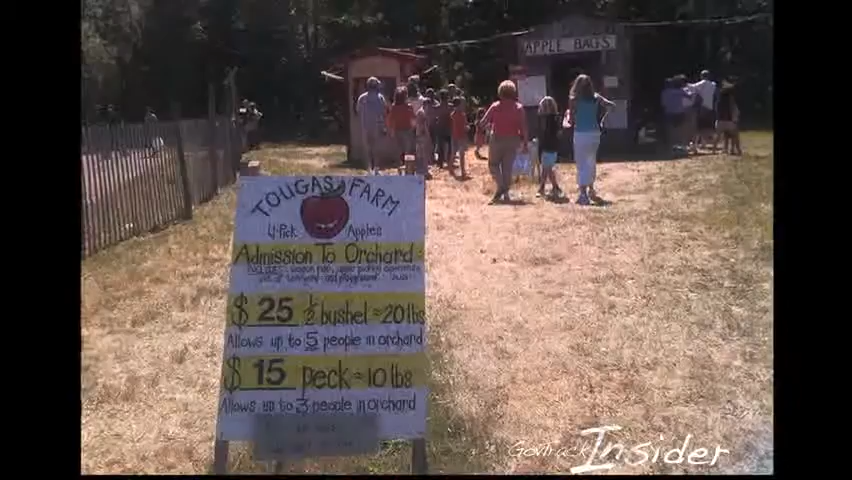 APPLE BAGS
TOUGAS FARM
U-Pick Apples
Admission To Orchard
$25 ½ bushel = 20 lbs
Allows up to 5 people in orchard
$15 peck = 10 lbs
Allows up to 3 people in orchard
Govtrack Insider